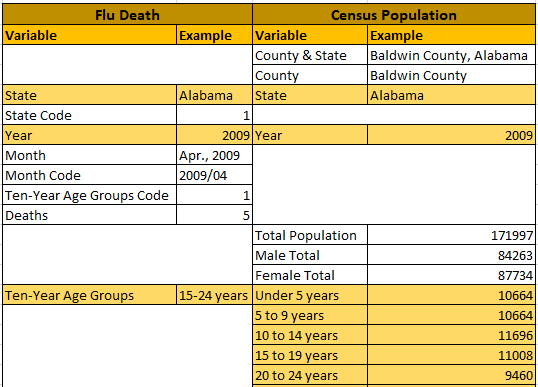 Flu Death Census Population
Variable Example Variable Example
County & State Baldwin County, Alabama
County Baldwin County
State Alabama State Alabama
State Code 1
Year 2009 Year 2009
Month Apr., 2009
Month Code 2009/04
Ten-Year Age Groups Code 1
Deaths 5
Total Population 171997
Male Total 84263
Female Total 87734
Ten-Year Age Groups 15-24 years Under 5 years 10664
5 to 9 years 10664
10 to 14 years 11696
15 to 19 years 11008
20 to 24 years 9460